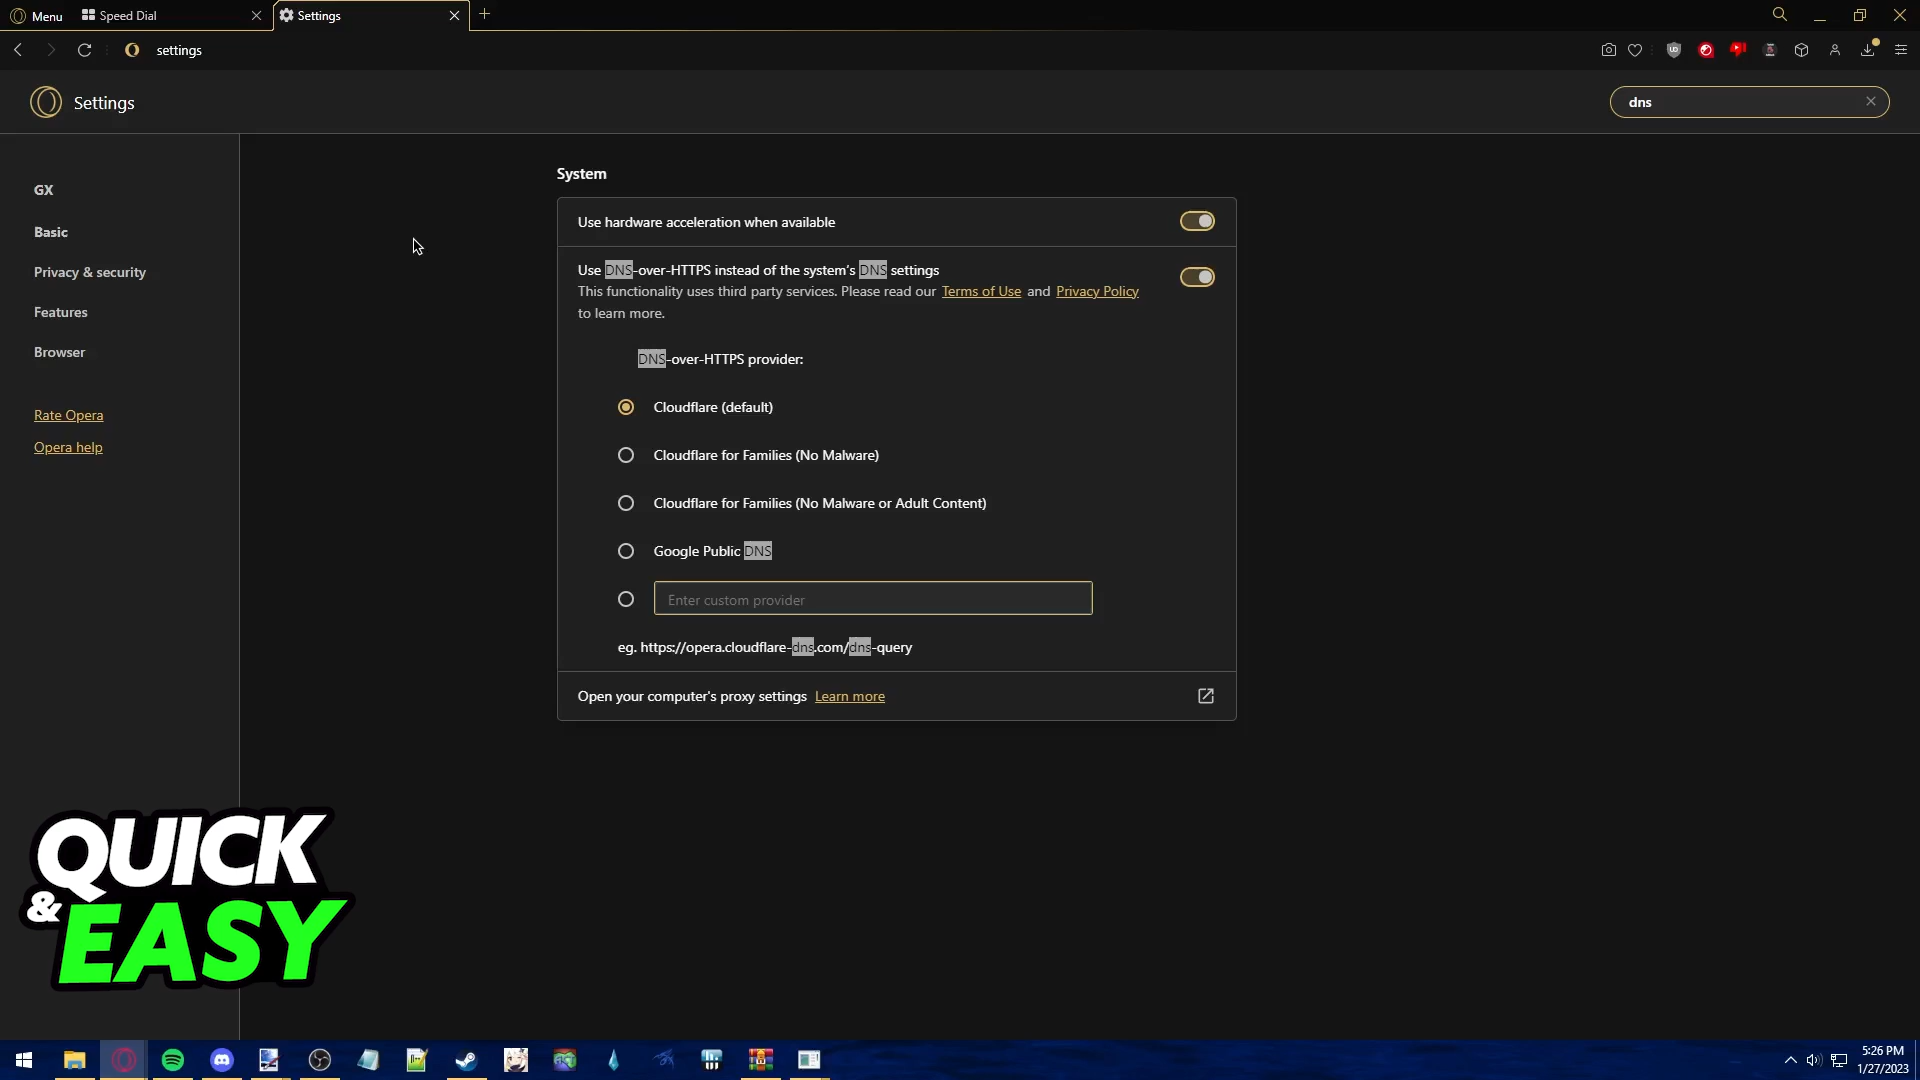 Menu
Speed Dial
Settings
settings
Settings
dns
GX
Basic
Privacy & security
Features
Browser
Rate Opera
Opera help
System
Use hardware acceleration when available
Use DNS-over-HTTPS instead of the system's DNS settings
This functionality uses third party services. Please read our Terms of Use and Privacy Policy
to learn more.
DNS-over-HTTPS provider:
Cloudflare (default)
Cloudflare for Families (No Malware)
Cloudflare for Families (No Malware or Adult Content)
Google Public DNS
Enter custom provider
eg. https://opera.cloudflare-dns.com/dns-query
Open your computer's proxy settings Learn more
QUICK
&EASY
5:26 PM
1/27/2023